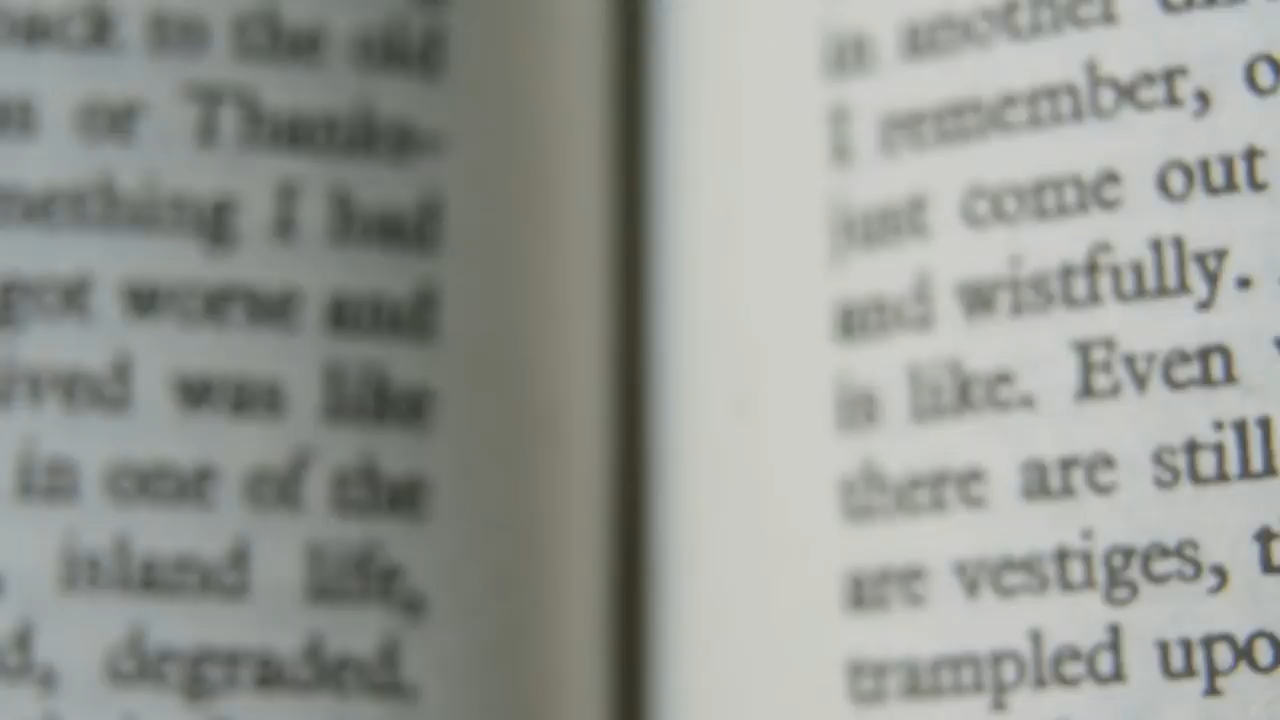 back to the old
or Thanks-
something I had
got worse and
was like
in one of the
inland life,
degraded,
in another
I remember,
just come out
and wistfully.
is like. Even
there are still
are vestiges,
trampled upo